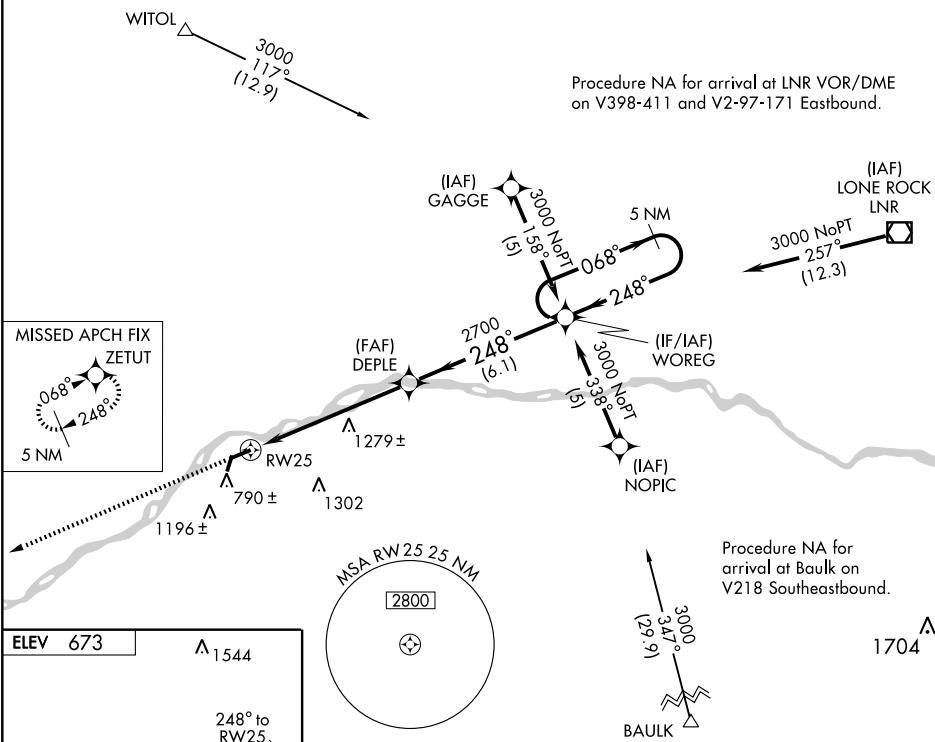 WITOL
3000
117°
(12.9)
Procedure NA for arrival at LNR VOR/DME
on V398-411 and V2-97-171 Eastbound.
(IAF)
GAGGE
3000 NoPT
158°
(5)
5 NM
068°
248°
(IAF)
LONE ROCK
LNR
3000 NoPT
257°
(12.3)
MISSED APCH FIX
ZETUT
068°
248°
5 NM
(FAF)
DEPLE
2700
248°
(6.1)
(IF/IAF)
WOREG
3000 NoPT
338°
(5)
(IAF)
NOPIC
RW25
1279 ±
790 ±
1302
1196 ±
MSA RW25 25 NM
2800
Procedure NA for
arrival at Baulk on
V218 Southeastbound.
3000
347°
(29.9)
BAULK
1704
ELEV 673
1544
248° to
RW25